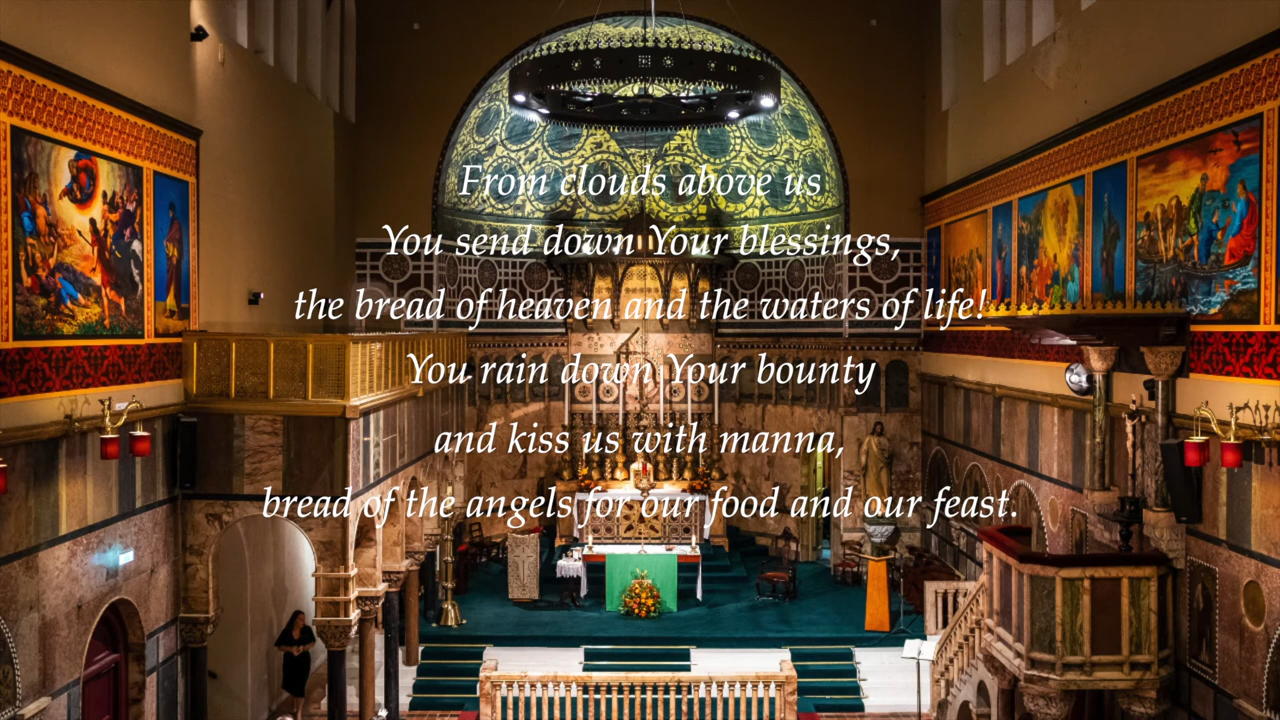 From clouds above us
You send down Your blessings,
the bread of heaven and the waters of life!
You rain down Your bounty
and kiss us with manna,
bread of the angels for our food and our feast.